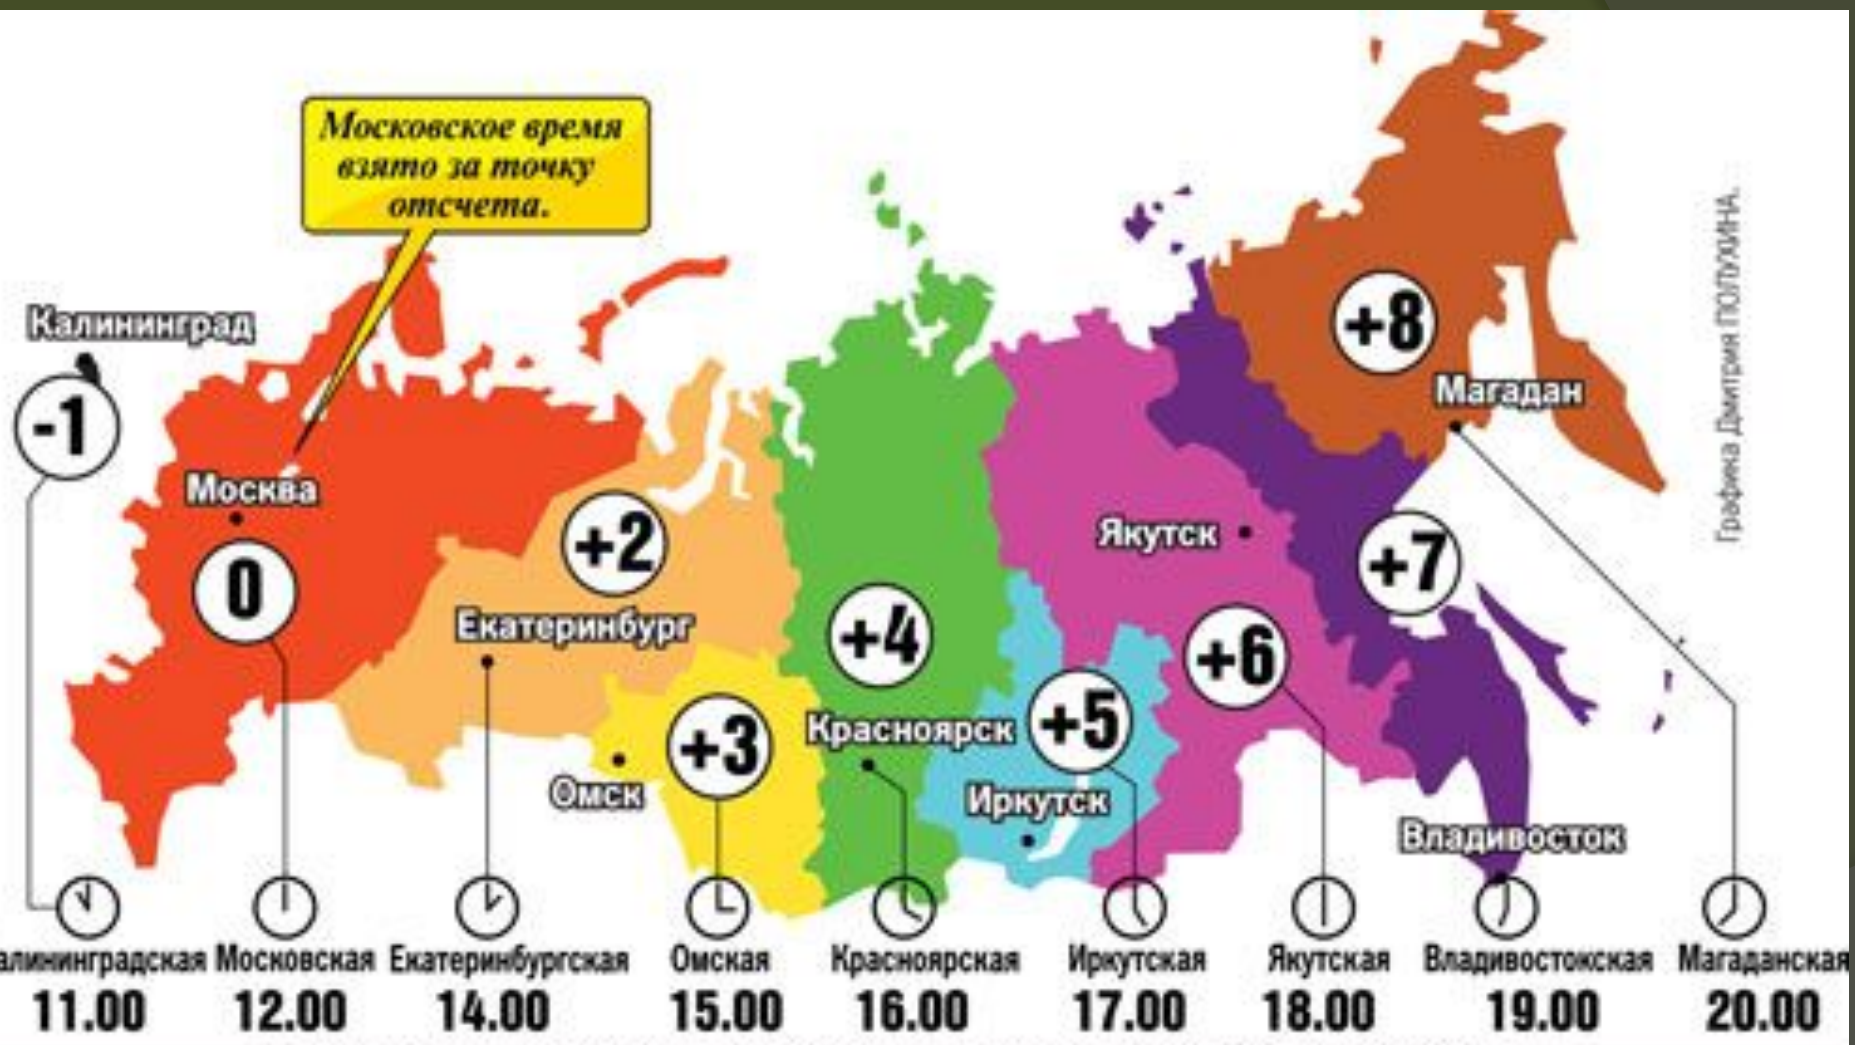 Московское время
взято за точку
отсчета.
Калининград
-1
Москва
0
+2
Екатеринбург
+3
Омск
+4
Красноярск
+5
Иркутск
Якутск
+6
+7
Владивосток
+8
Магадан
Графика Дмитрия ПОЛУХИНА.
алининградская Московская Екатеринбургская Омская Красноярская Иркутская Якутская Владивостокская Магаданская
11.00 12.00 14.00 15.00 16.00 17.00 18.00 19.00 20.00